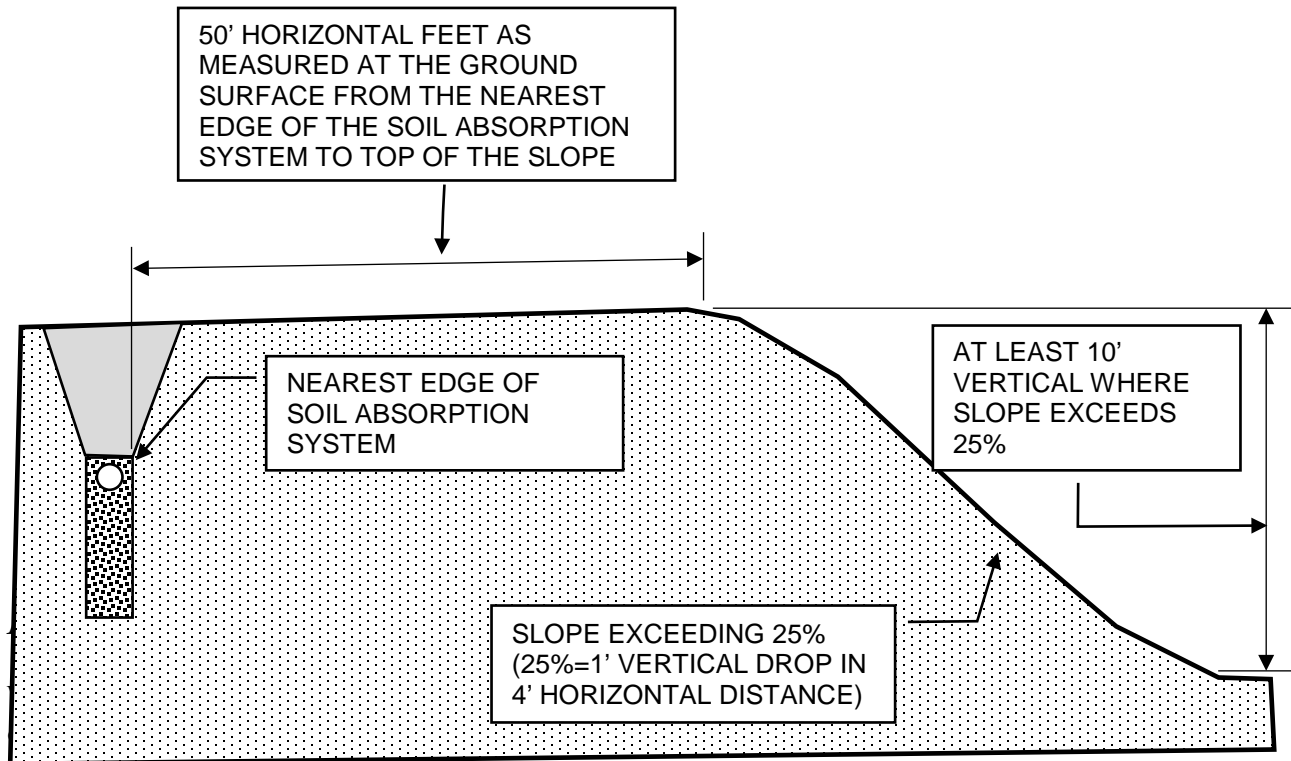 50’ HORIZONTAL FEET AS
MEASURED AT THE GROUND
SURFACE FROM THE NEAREST
EDGE OF THE SOIL ABSORPTION
SYSTEM TO TOP OF THE SLOPE
NEAREST EDGE OF
SOIL ABSORPTION
SYSTEM
AT LEAST 10’
VERTICAL WHERE
SLOPE EXCEEDS
25%
SLOPE EXCEEDING 25%
(25%=1’ VERTICAL DROP IN
4’ HORIZONTAL DISTANCE)